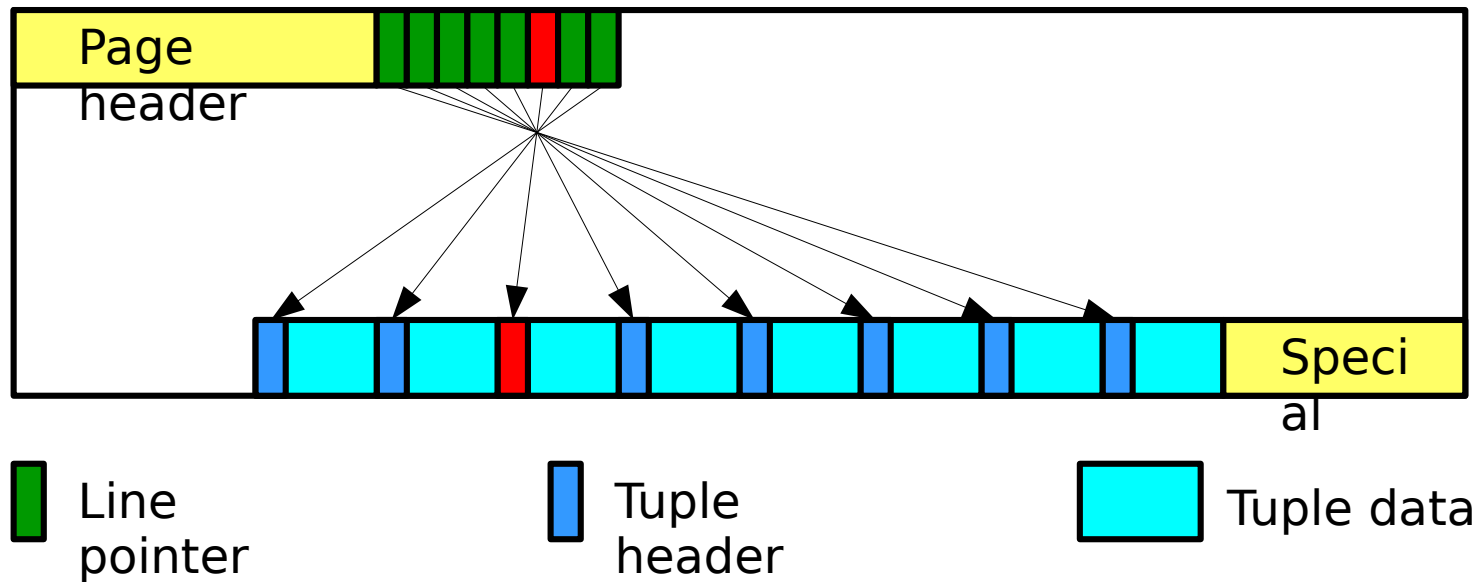 Page
header
Speci
al
Line
pointer
Tuple
header
Tuple data